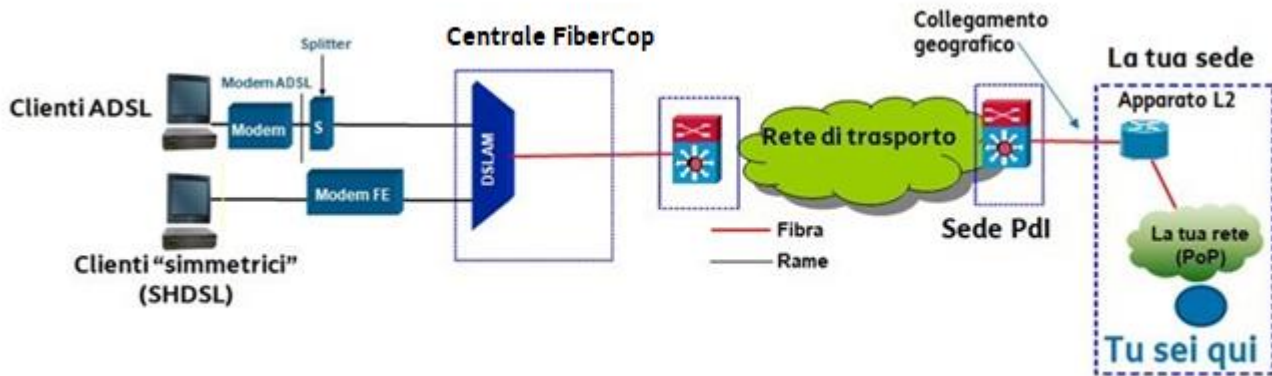 Splitter
Centrale FiberCop
Collegamento
geografico
La tua sede
Modem ADSL
Clienti ADSL
Modem
S
Apparato L2
DSLAM
Rete di trasporto
Modem FE
Sede PdI
Fibra
Rame
La tua rete
(PoP)
Clienti “simmetrici”
(SHDSL)
Tu sei qui